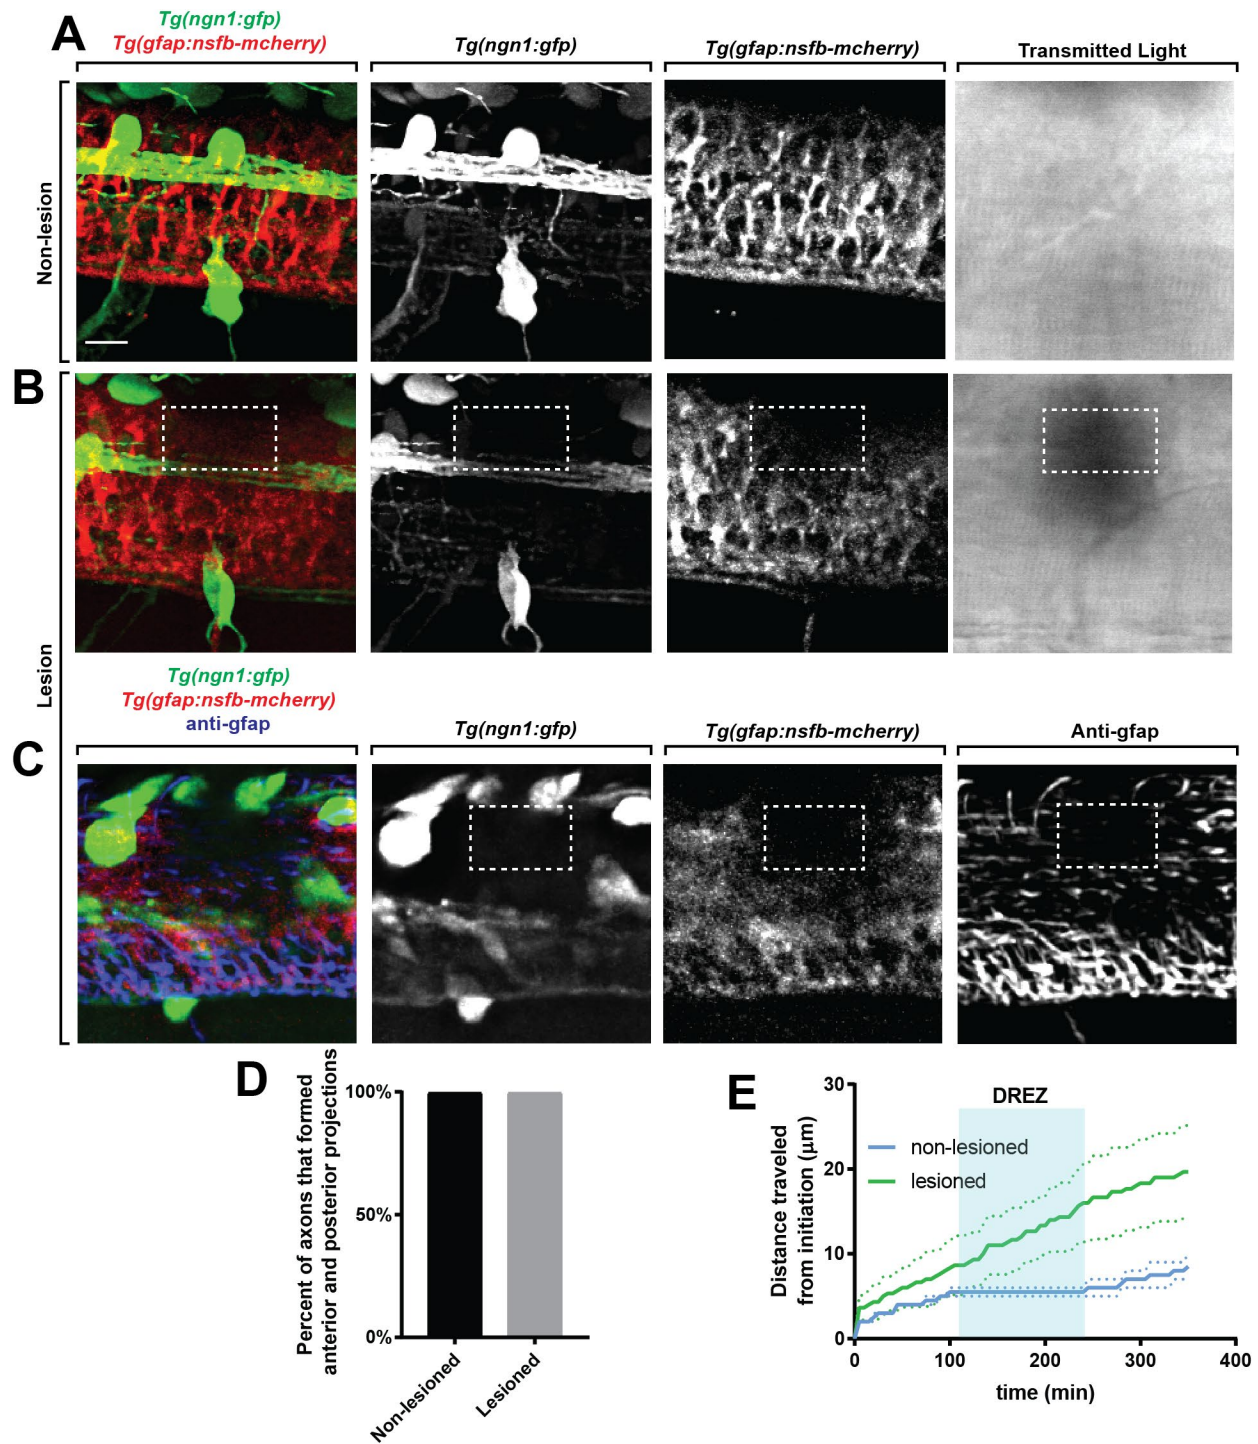 A
Tg(ngn1:gfp)
Tg(gfap:nsfb-mcherry)
Tg(ngn1:gfp)
Tg(gfap:nsfb-mcherry)
Transmitted Light
Non-lesion
B
Lesion
Tg(ngn1:gfp)
Tg(gfap:nsfb-mcherry)
anti-gfap
Tg(ngn1:gfp)
Tg(gfap:nsfb-mcherry)
Anti-gfap
C
D
Percent of axons that formed
anterior and posterior projections
100%
50%
0%
Non-lesioned
Lesioned
E
Distance traveled
from initiation (μm)
30
20
10
0
DREZ
non-lesioned
lesioned
0
100
200
300
400
time (min)